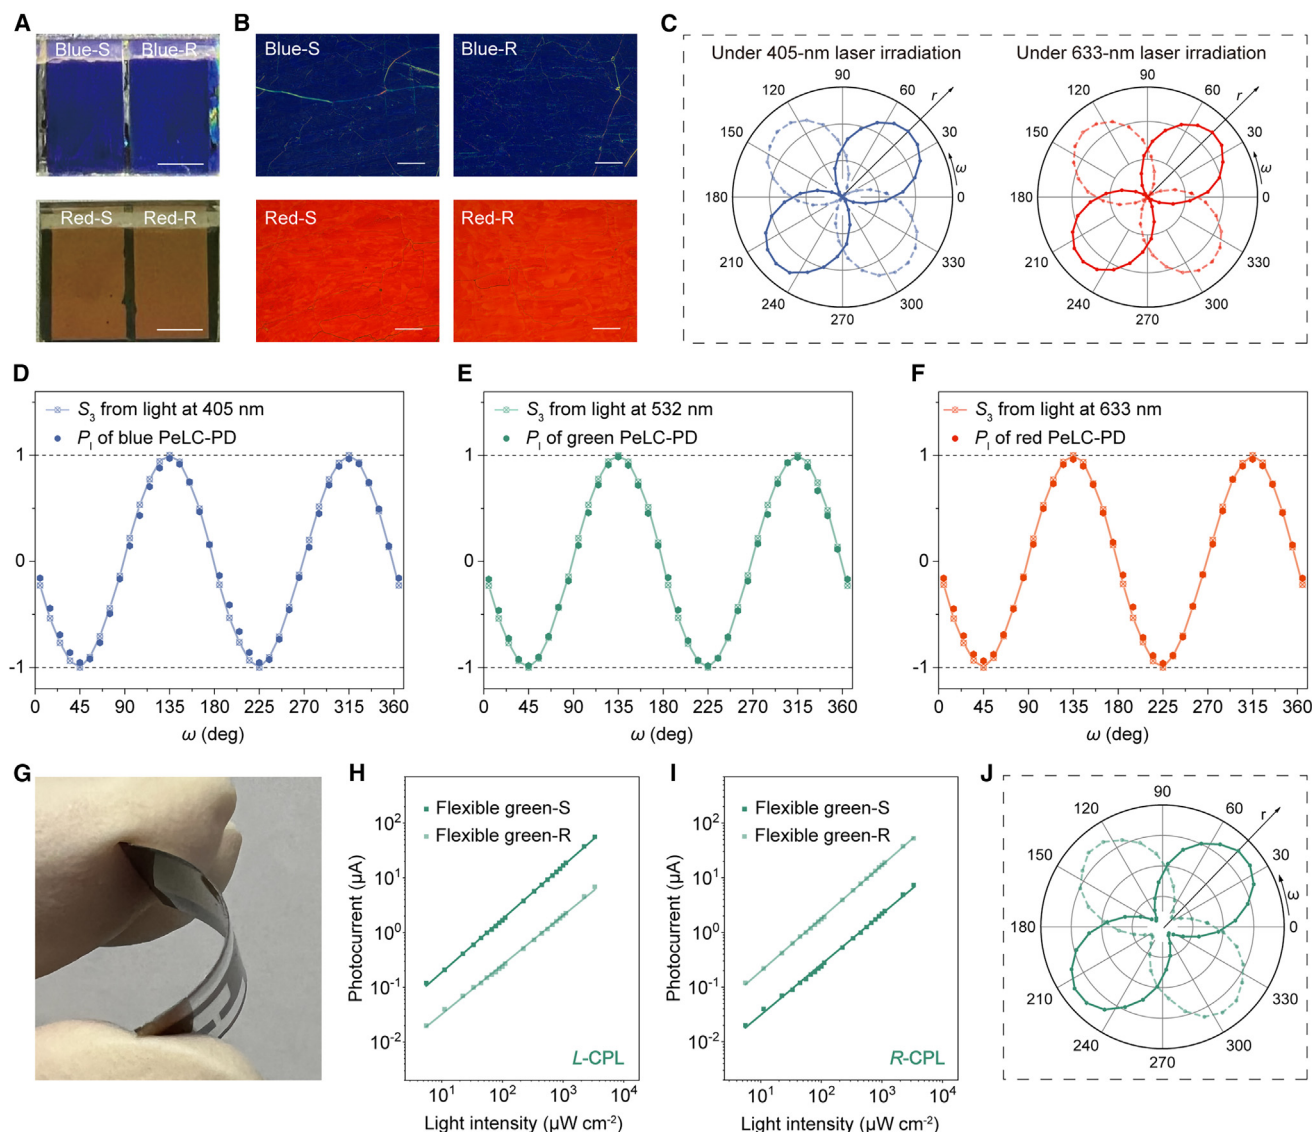 A
Blue-S
Blue-R
Red-S
Red-R
B
Blue-S
Blue-R
Red-S
Red-R
C
Under 405-nm laser irradiation
90
120
60
150
30
180
0
210
330
240
300
270
r
ω
Under 633-nm laser irradiation
90
120
60
150
30
180
0
210
330
240
300
270
r
ω
D
S3 from light at 405 nm
PI of blue PeLC-PD
1
0
-1
0 45 90 135 180 225 270 315 360
ω (deg)
E
S3 from light at 532 nm
PI of green PeLC-PD
1
0
-1
0 45 90 135 180 225 270 315 360
ω (deg)
F
S3 from light at 633 nm
PI of red PeLC-PD
1
0
-1
0 45 90 135 180 225 270 315 360
ω (deg)
G
H
Flexible green-S
Flexible green-R
Photocurrent (μA)
10²
10¹
10⁰
10⁻¹
10⁻²
L-CPL
10¹ 10² 10³ 10⁴
Light intensity (μW cm⁻²)
I
Flexible green-S
Flexible green-R
Photocurrent (μA)
10²
10¹
10⁰
10⁻¹
10⁻²
R-CPL
10¹ 10² 10³ 10⁴
Light intensity (μW cm⁻²)
J
90
120
60
150
30
180
0
210
330
240
300
270
r
ω